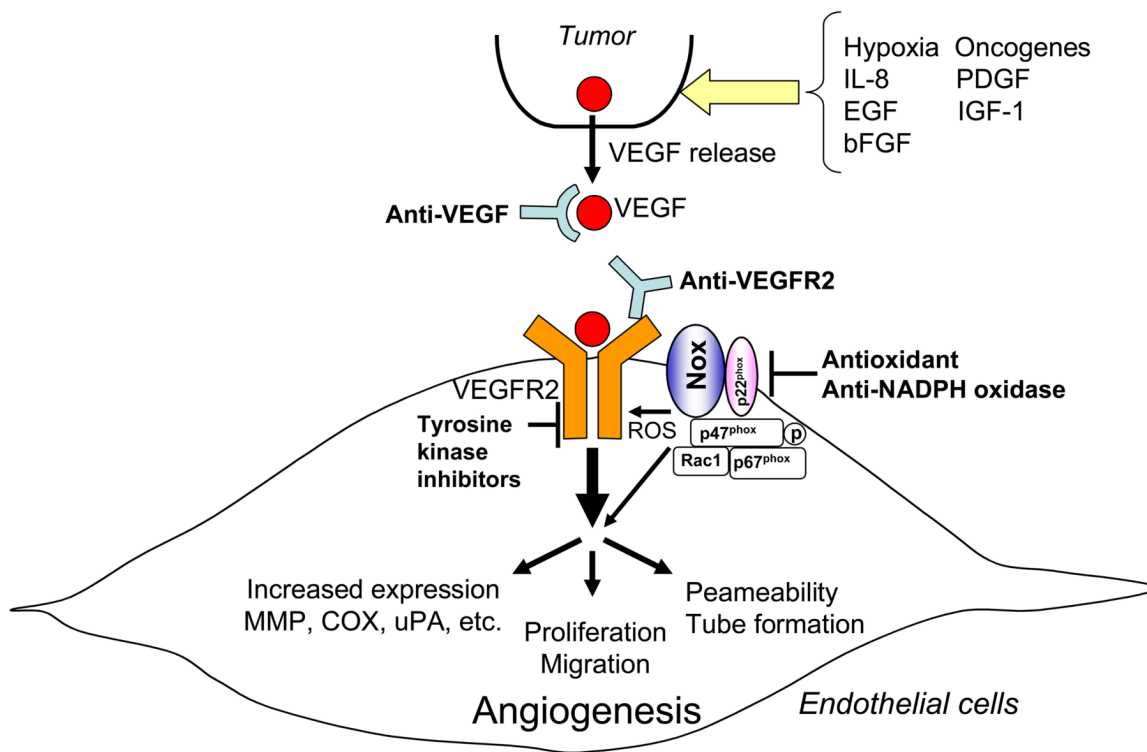 Tumor
Hypoxia Oncogenes
IL-8 PDGF
EGF IGF-1
bFGF
VEGF release
Anti-VEGF
VEGF
Anti-VEGFR2
Nox
p22phox
Antioxidant
Anti-NADPH oxidase
VEGFR2
ROS
p47phox
p
Rac1
p67phox
Tyrosine
kinase
inhibitors
Increased expression
MMP, COX, uPA, etc.
Proliferation
Migration
Peameability
Tube formation
Angiogenesis
Endothelial cells